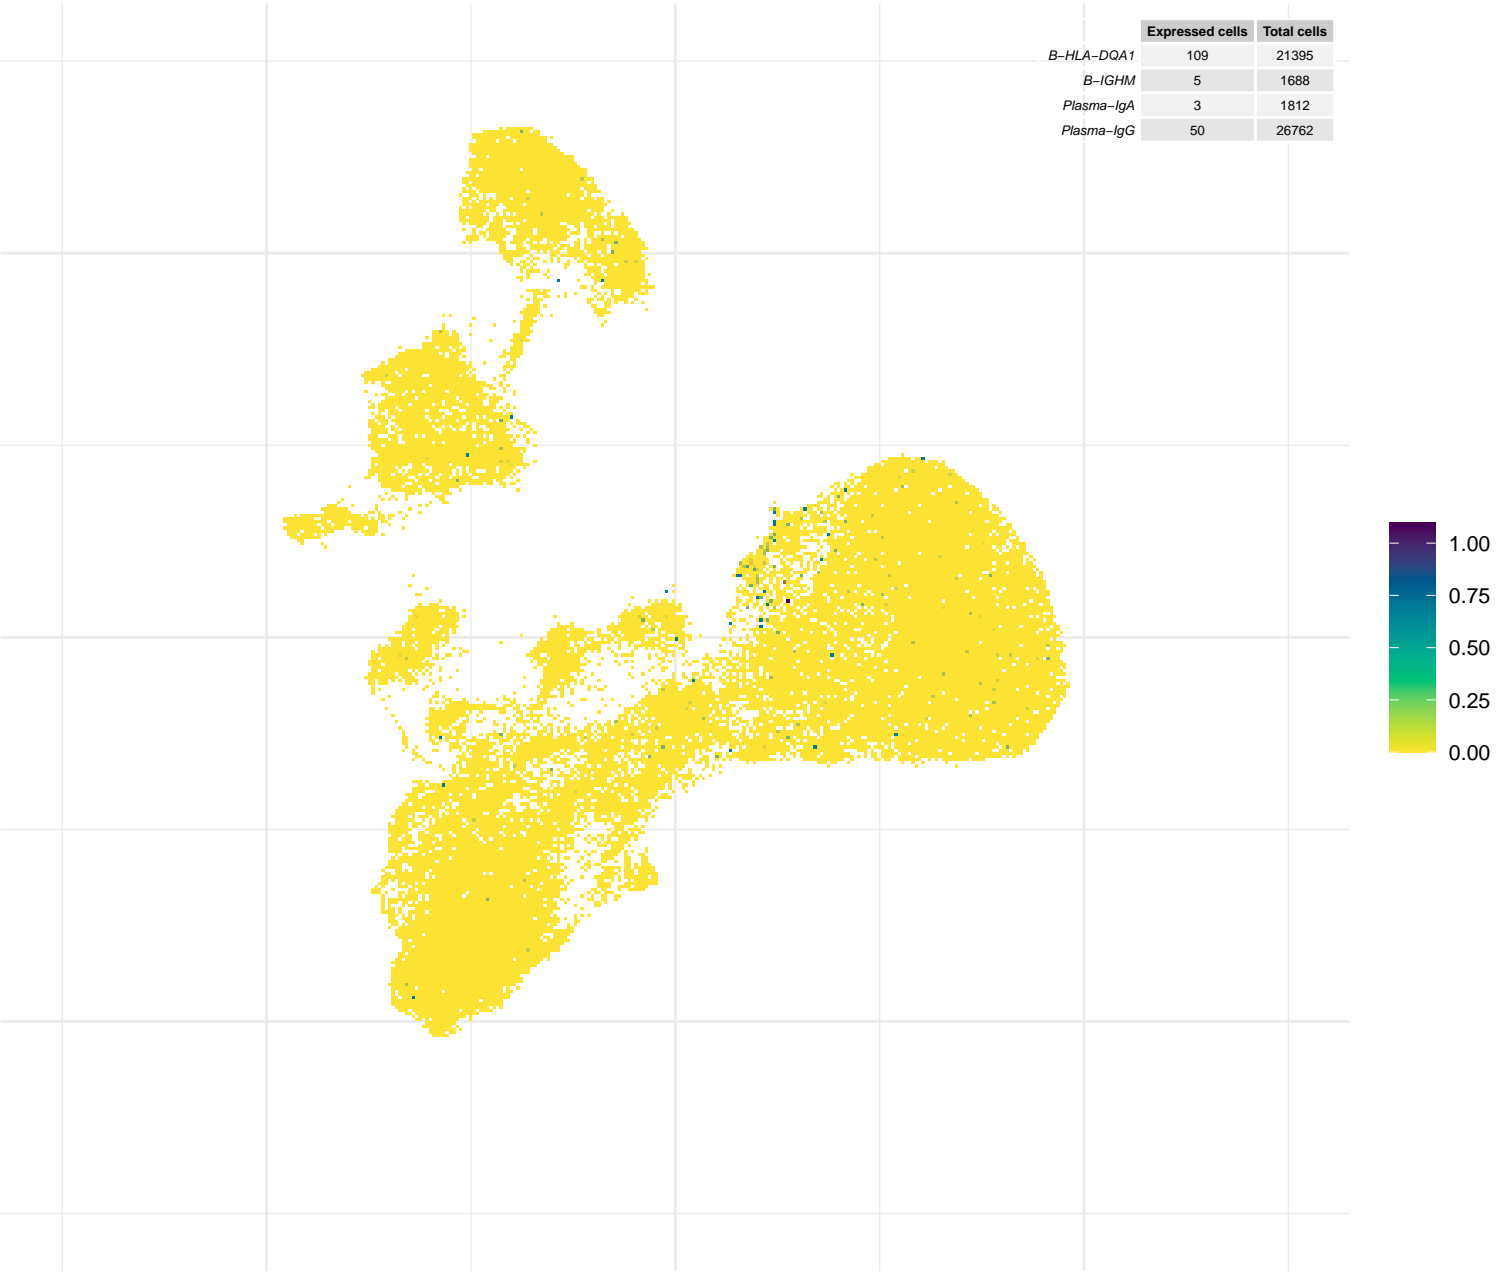 Expressed cells Total cells
B−HLA−DQA1 109 21395
B−IGHM 5 1688
Plasma−IgA 3 1812
Plasma−IgG 50 26762
1.00
0.75
0.50
0.25
0.00